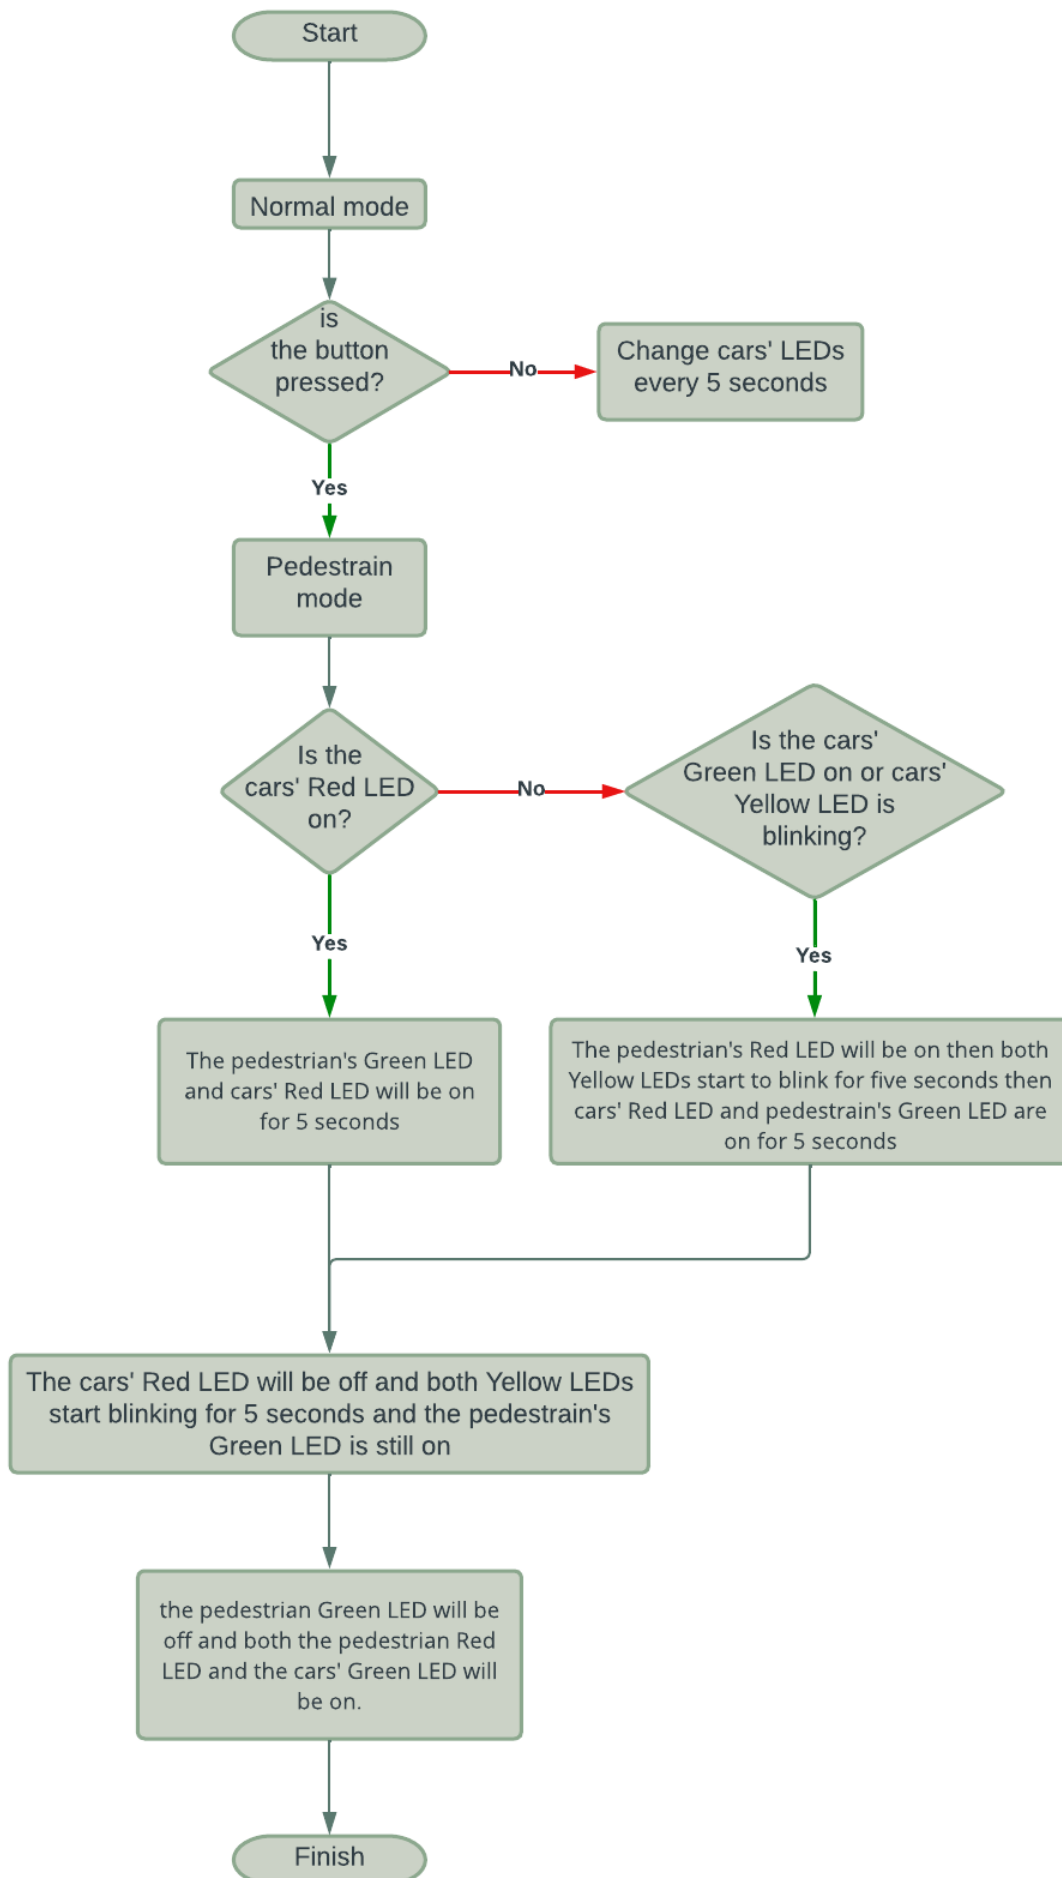 Start
Normal mode
is
the button
pressed?
No
Change cars' LEDs
every 5 seconds
Yes
Pedestrain
mode
Is the
cars' Red LED
on?
No
Is the cars'
Green LED on or cars'
Yellow LED is
blinking?
Yes
Yes
The pedestrian's Green LED
and cars' Red LED will be on
for 5 seconds
The pedestrian's Red LED will be on then both
Yellow LEDs start to blink for five seconds then
cars' Red LED and pedestrain's Green LED are
on for 5 seconds
The cars' Red LED will be off and both Yellow LEDs
start blinking for 5 seconds and the pedestrain's
Green LED is still on
the pedestrian Green LED will be
off and both the pedestrian Red
LED and the cars' Green LED will
be on.
Finish